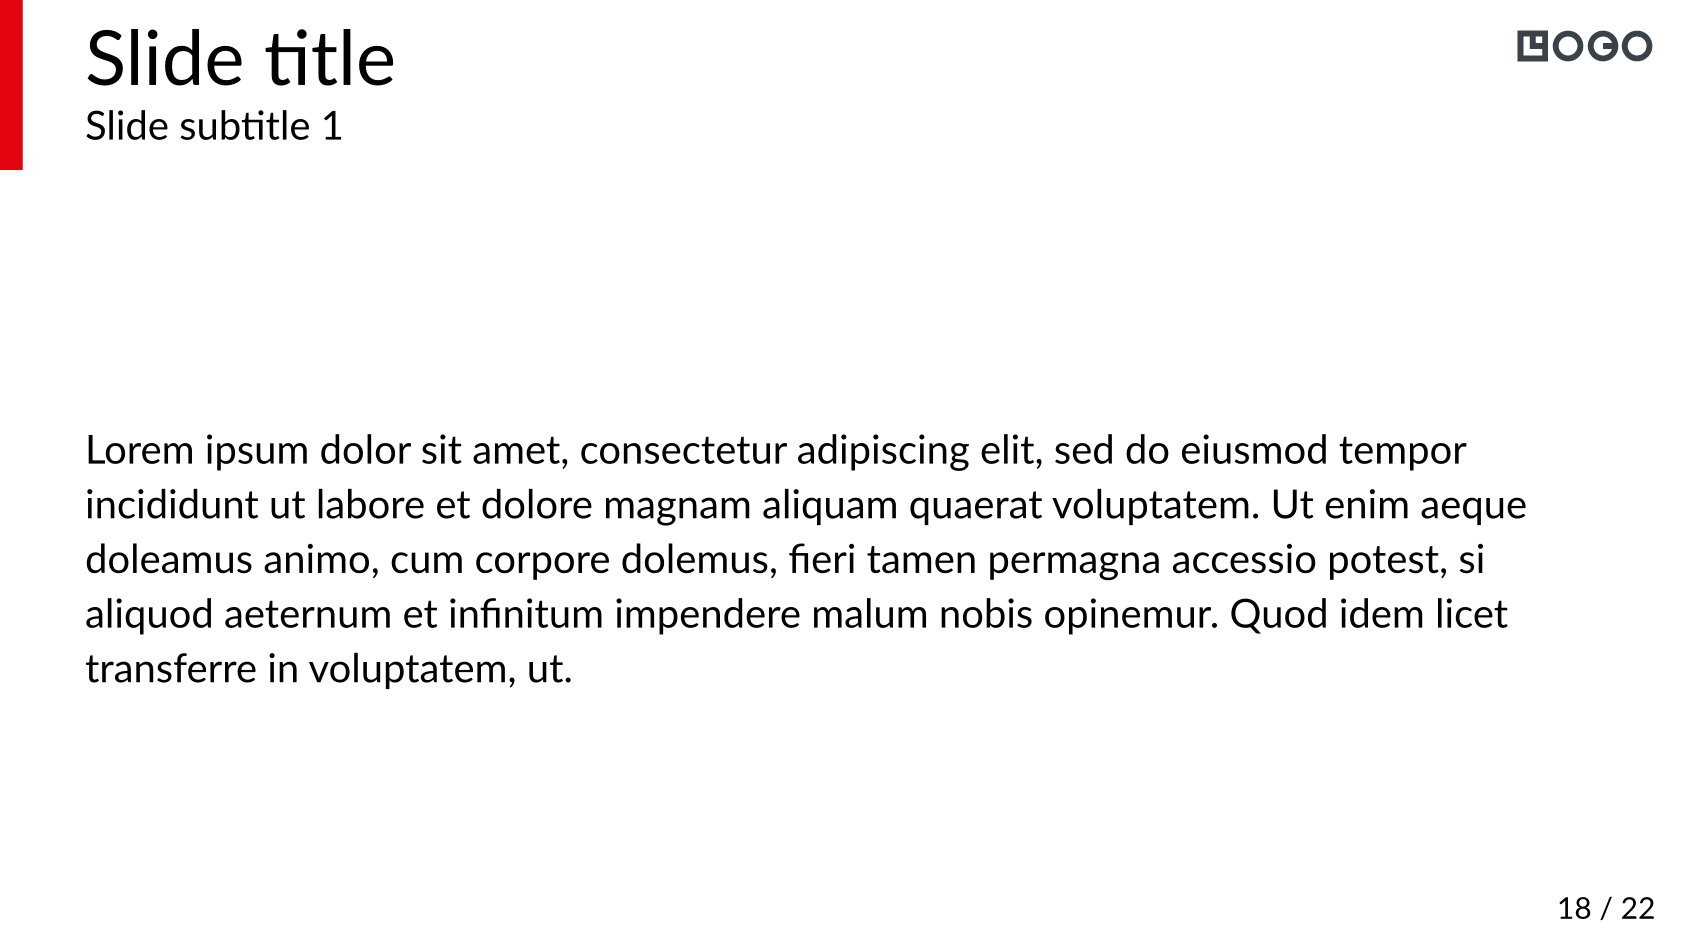 Slide title
LOGO
Slide subtitle 1
Lorem ipsum dolor sit amet, consectetur adipiscing elit, sed do eiusmod tempor
incididunt ut labore et dolore magnam aliquam quaerat voluptatem. Ut enim aeque
doleamus animo, cum corpore dolemus, fieri tamen permagna accessio potest, si
aliquod aeternum et infinitum impendere malum nobis opinemur. Quod idem licet
transferre in voluptatem, ut.
18 / 22